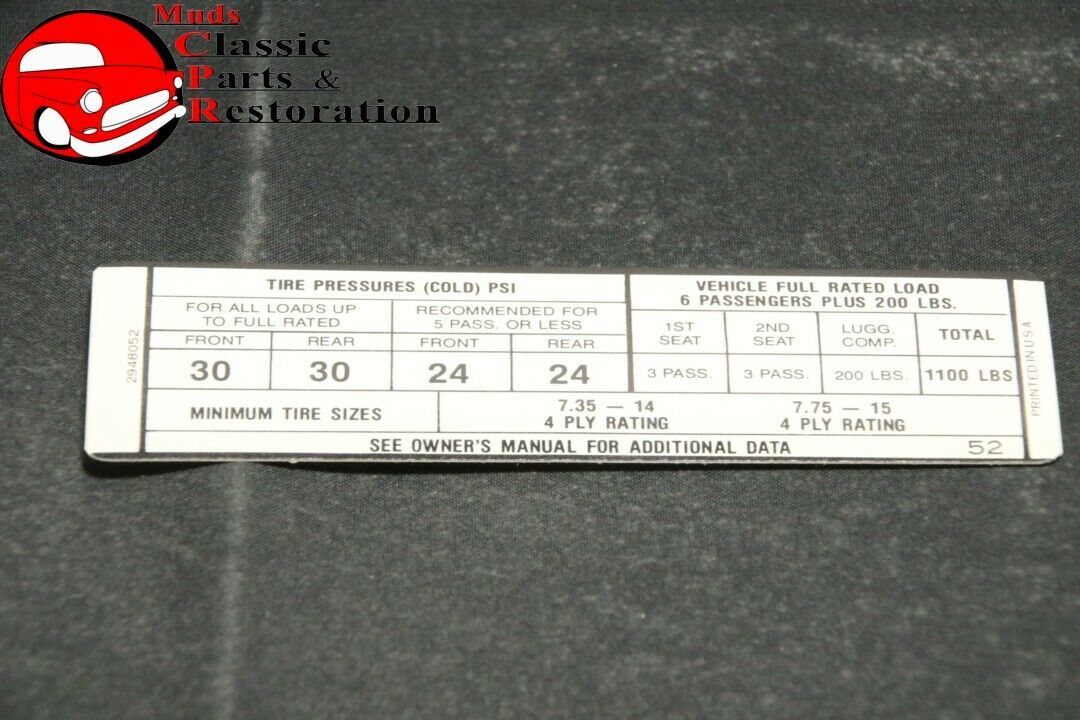 Muds
Classic
Parts &
Restoration
TIRE PRESSURES (COLD) PSI
FOR ALL LOADS UP
TO FULL RATED
RECOMMENDED FOR
5 PASS. OR LESS
FRONT REAR FRONT REAR
30 30 24 24
VEHICLE FULL RATED LOAD
6 PASSENGERS PLUS 200 LBS.
1ST
SEAT
2ND
SEAT
LUGG.
COMP.
TOTAL
3 PASS. 3 PASS. 200 LBS. 1100 LBS
MINIMUM TIRE SIZES
7.35 — 14
4 PLY RATING
7.75 — 15
4 PLY RATING
SEE OWNER'S MANUAL FOR ADDITIONAL DATA 52
2948052
PRINTED IN USA